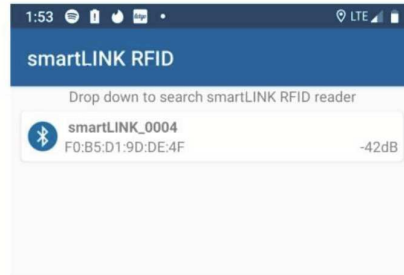 1:53 LTE
smartLINK RFID
Drop down to search smartLINK RFID reader
smartLINK_0004
F0:B5:D1:9D:DE:4F -42dB